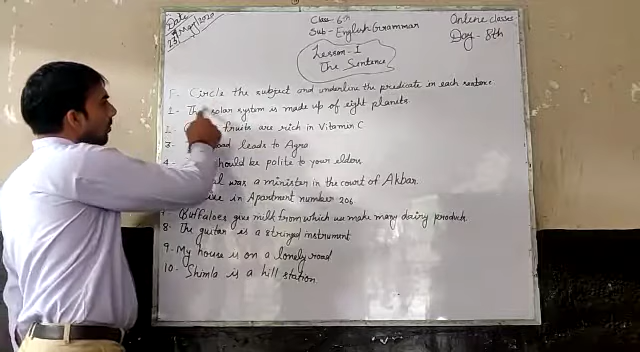 Date
23/May/2020
Class- 6th
Sub- English Grammar
Online classes
Day- 8th
Lesson- I
The Sentence
F- Circle the subject and underline the predicate in each sentence.
1- The solar system is made up of eight planets
2- fruits are rich in Vitamin C
3- road leads to Agra
4- should be polite to your elders
was a minister in the court of Akbar.
in Apartment number 206.
7- Buffaloes give milk from which we make many dairy product
8- The guitar is a stringed instrument
9- My house is on a lonely road
10- Shimla is a hill station.